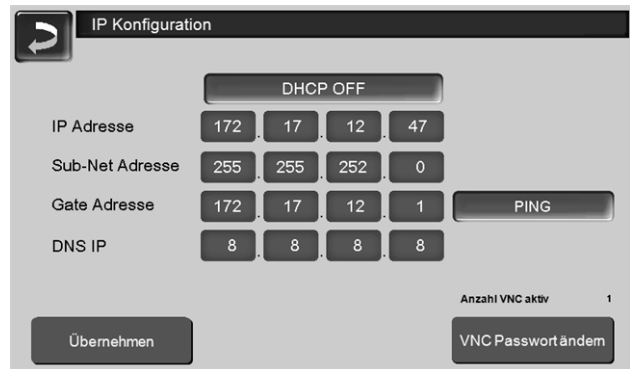 IP Konfiguration
DHCP OFF
IP Adresse 172 . 17 . 12 . 47
Sub-Net Adresse 255 . 255 . 252 . 0
Gate Adresse 172 . 17 . 12 . 1 PING
DNS IP 8 . 8 . 8 . 8
Anzahl VNC aktiv 1
Übernehmen VNC Passwort ändern